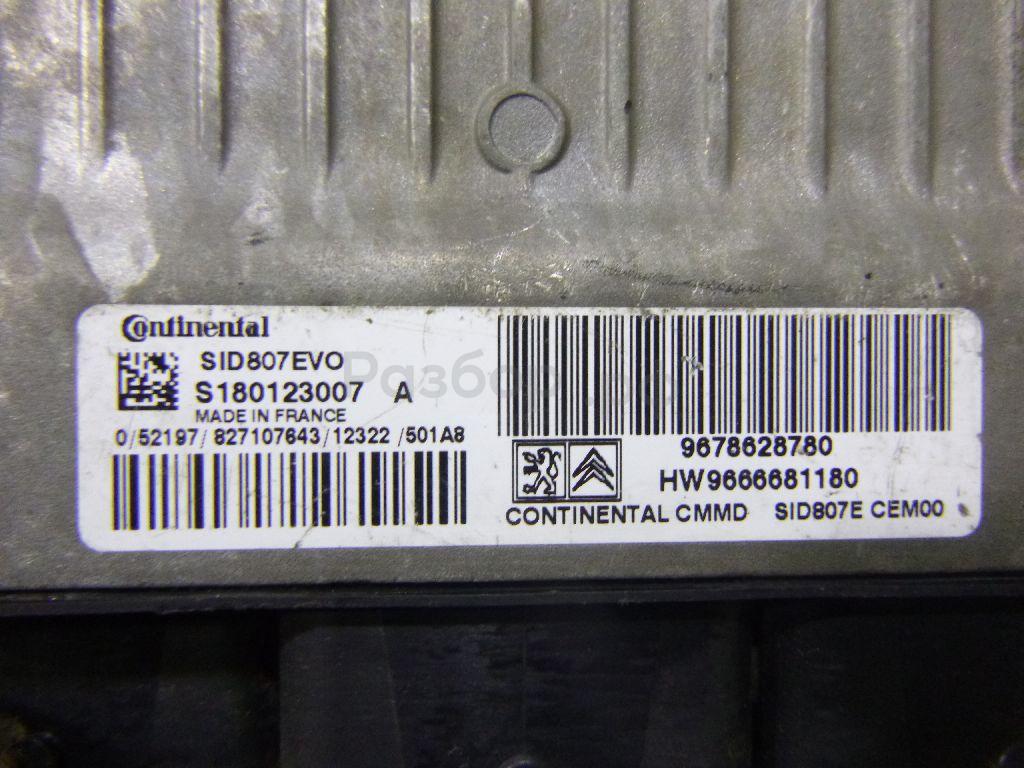 Continental
SID807EVO
S180123007 A
MADE IN FRANCE
0/52197/827107643/12322/501A8
9678628780
HW9666681180
CONTINENTAL CMMD SID807E CEM00